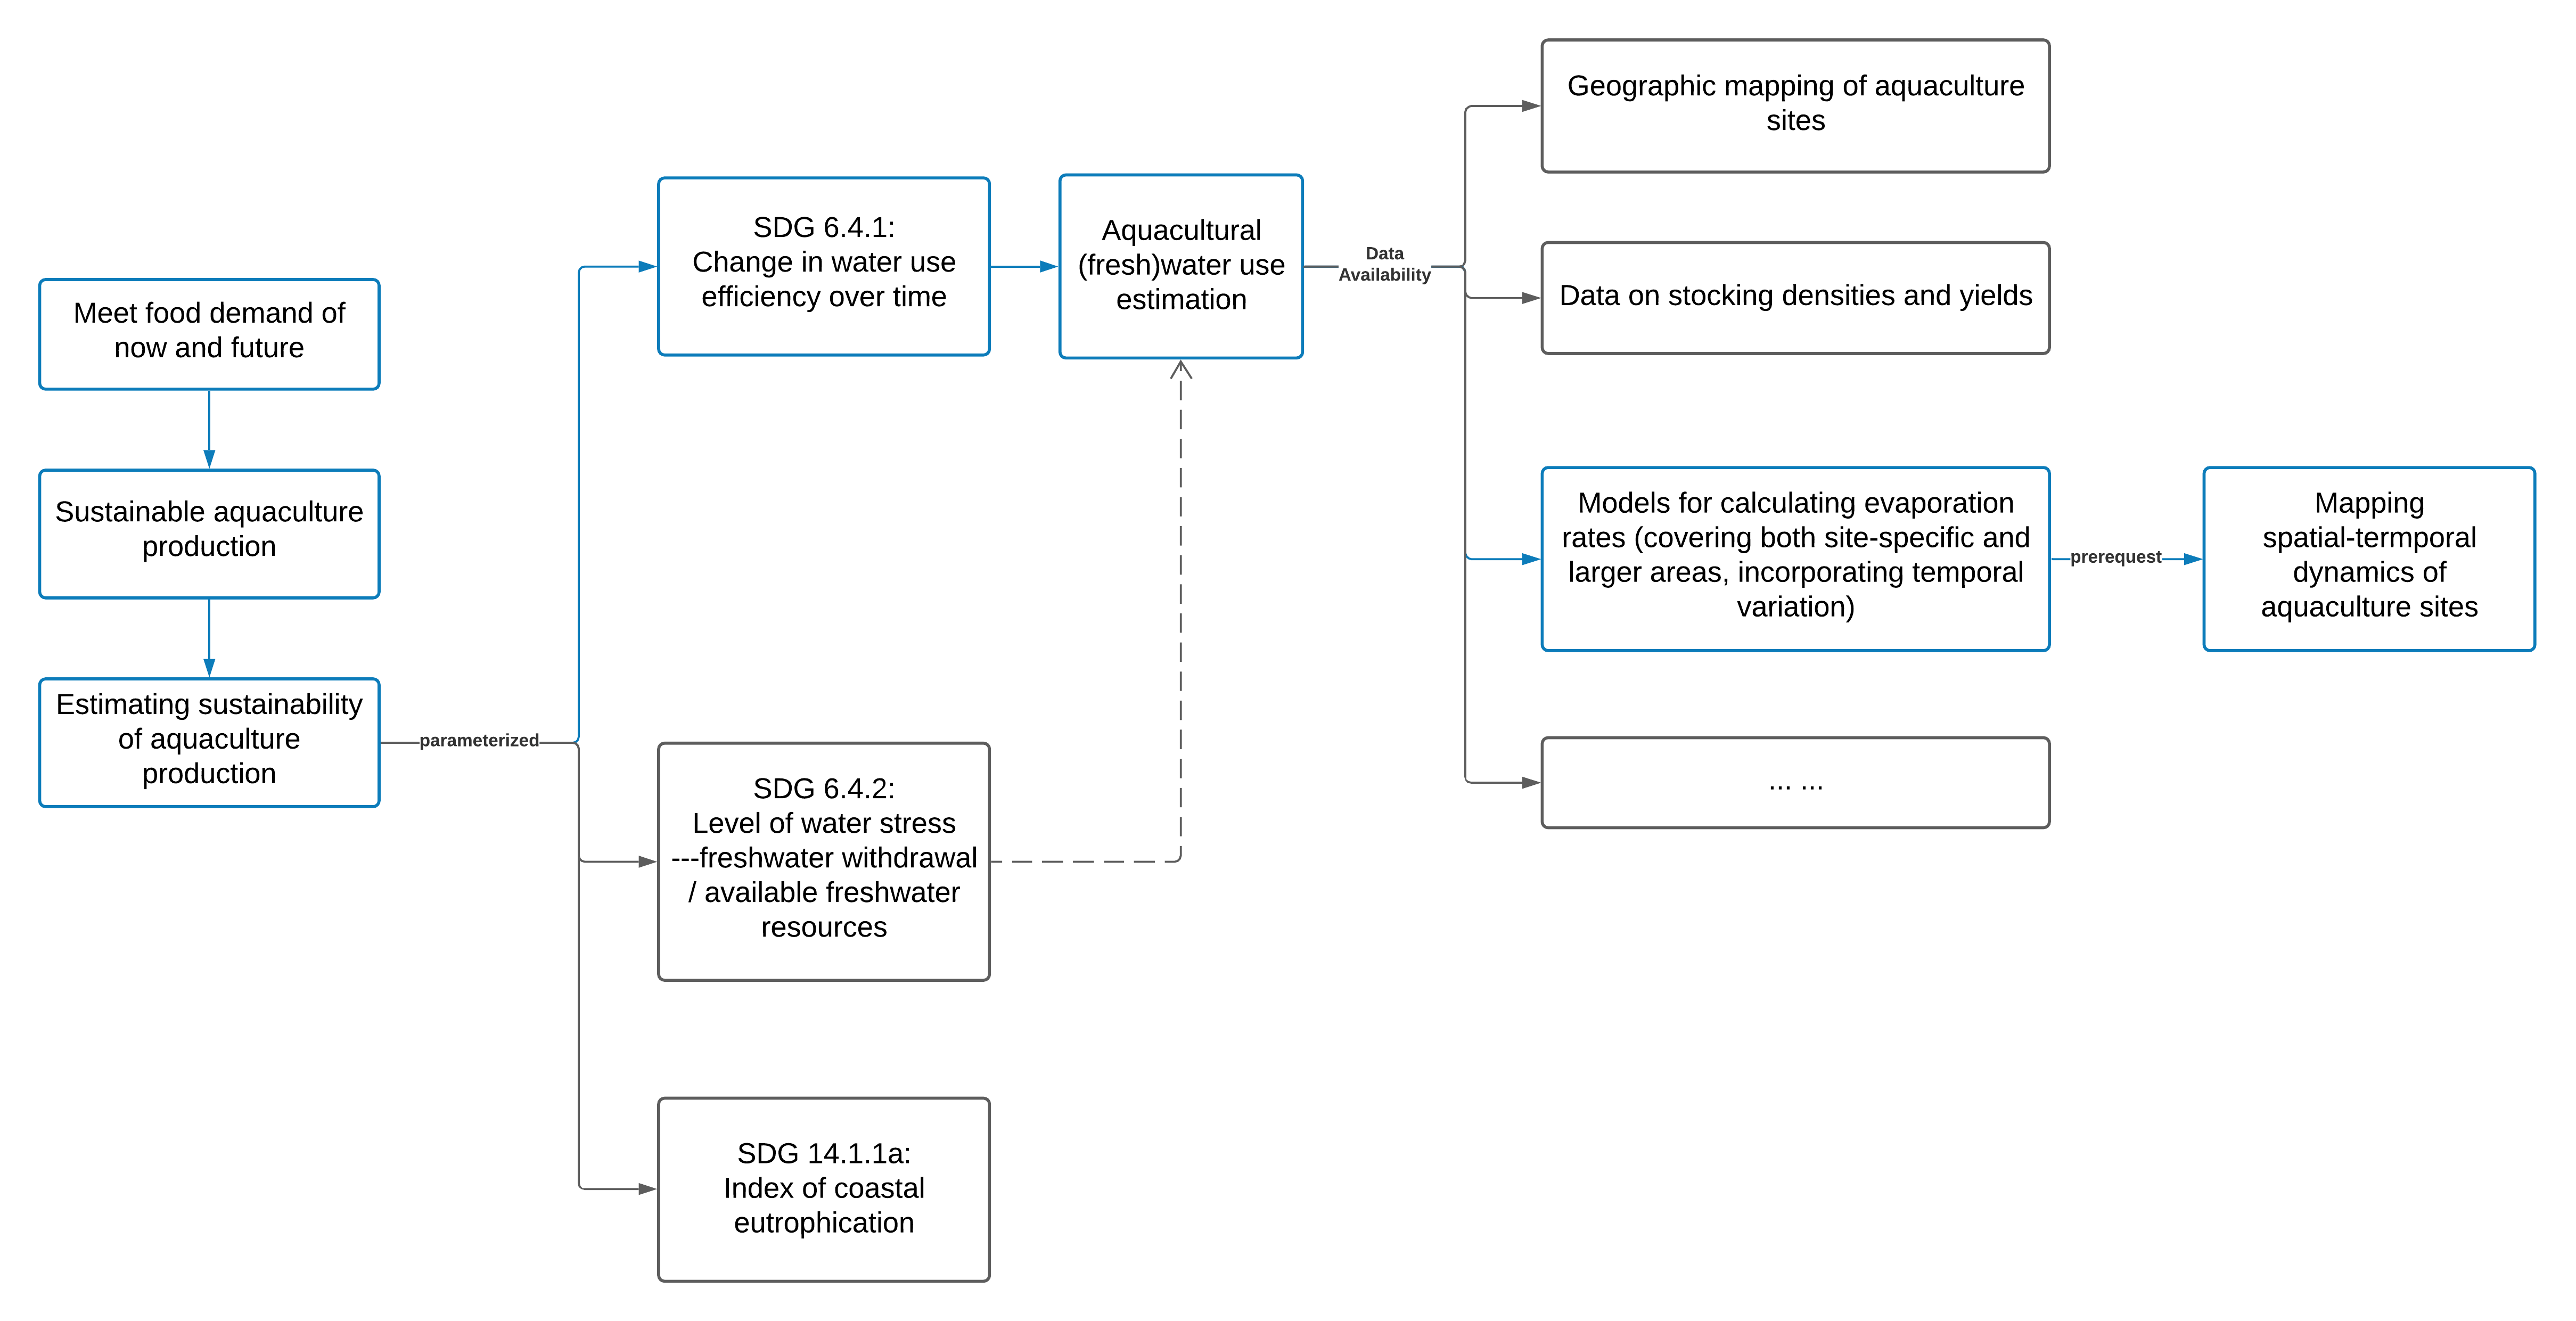 Meet food demand of
now and future
Sustainable aquaculture
production
Estimating sustainability
of aquaculture
production
parameterized
SDG 6.4.1:
Change in water use
efficiency over time
SDG 6.4.2:
Level of water stress
---freshwater withdrawal
/ available freshwater
resources
SDG 14.1.1a:
Index of coastal
eutrophication
Aquacultural
(fresh)water use
estimation
Data
Availability
Geographic mapping of aquaculture
sites
Data on stocking densities and yields
Models for calculating evaporation
rates (covering both site-specific and
larger areas, incorporating temporal
variation)
... ...
prerequest
Mapping
spatial-termporal
dynamics of
aquaculture sites